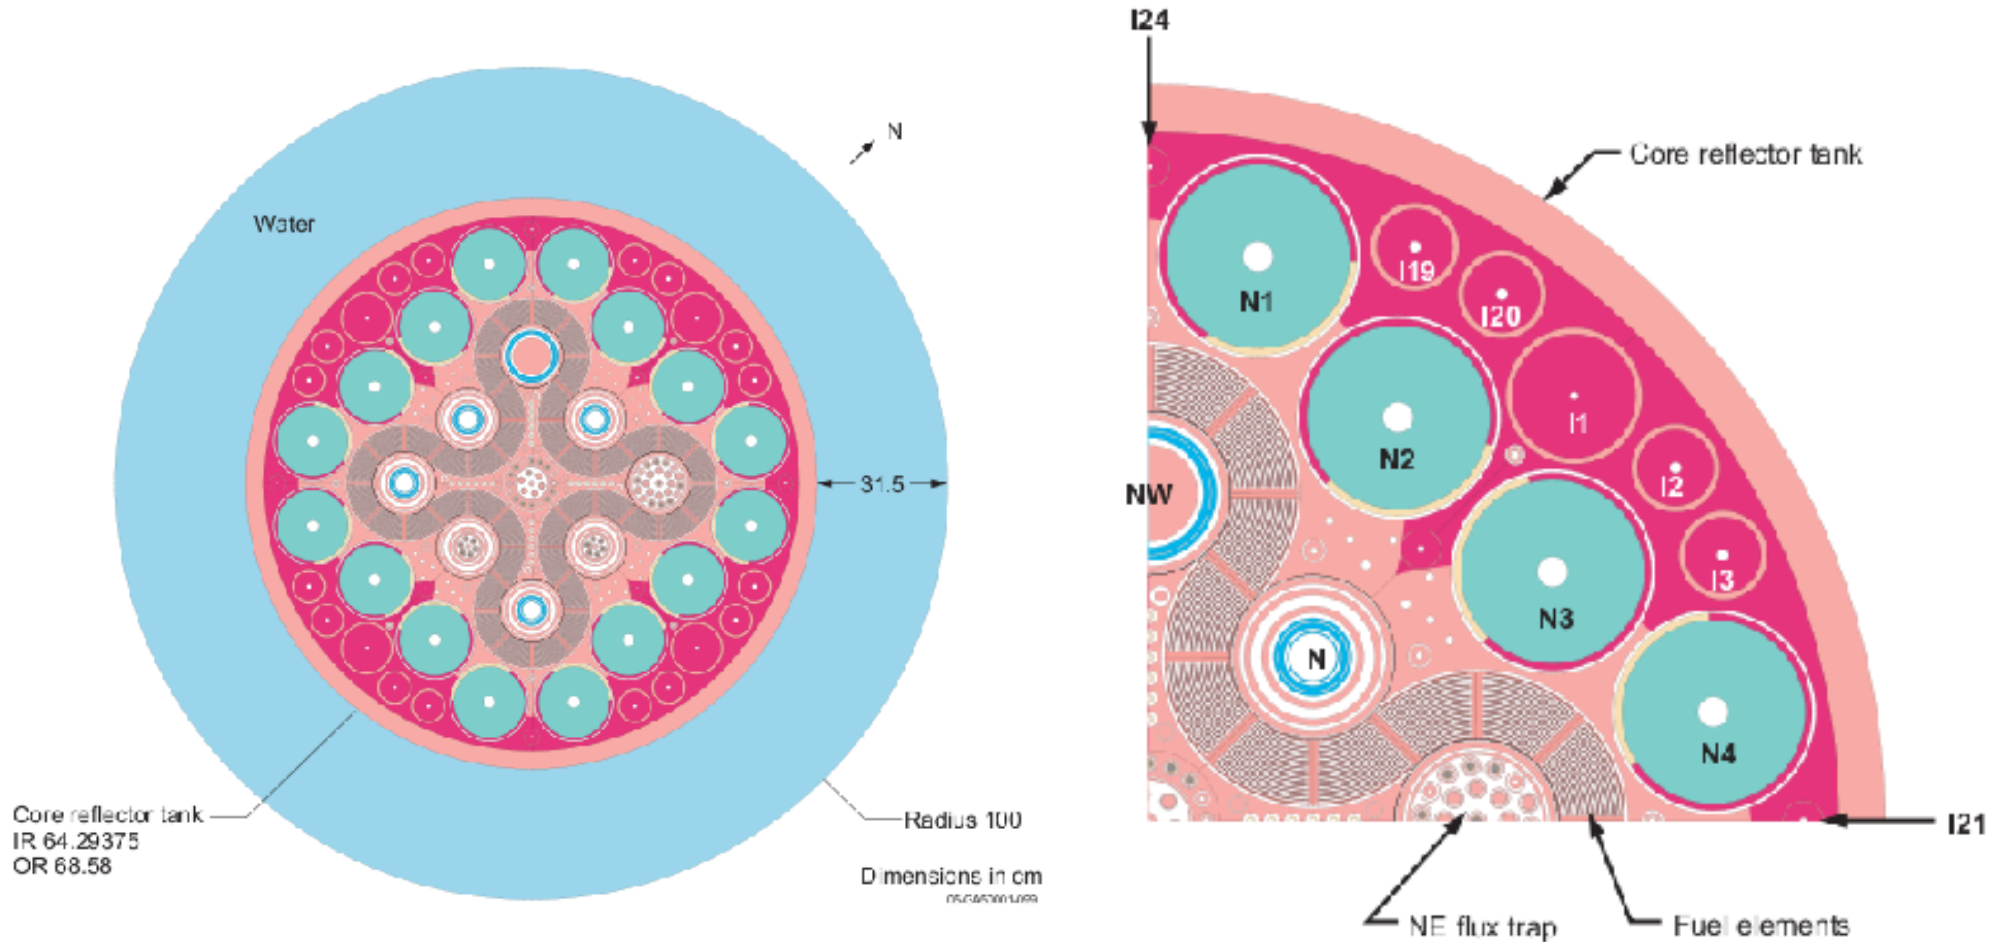 N
Water
31.5
Core reflector tank
IR 64.29375
OR 68.58
Radius 100
Dimensions in cm
I24
Core reflector tank
I19
N1
I20
I1
N2
I2
NW
I3
N3
N
N4
I21
NE flux trap
Fuel elements